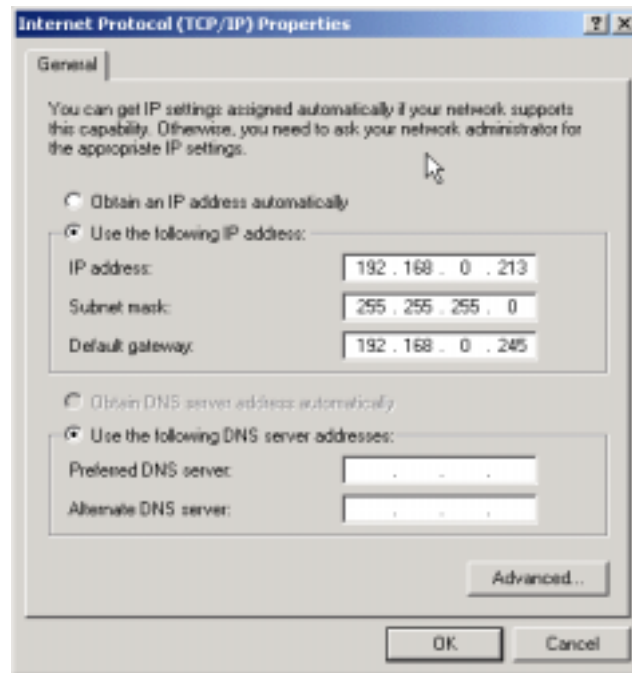 Internet Protocol (TCP/IP) Properties
General
You can get IP settings assigned automatically if your network supports
this capability. Otherwise, you need to ask your network administrator for
the appropriate IP settings.
Obtain an IP address automatically
Use the following IP address:
IP address: 192 . 168 . 0 . 213
Subnet mask: 255 . 255 . 255 . 0
Default gateway: 192 . 168 . 0 . 245
Obtain DNS server address automatically
Use the following DNS server addresses:
Preferred DNS server: . . .
Alternate DNS server: . . .
Advanced...
OK Cancel